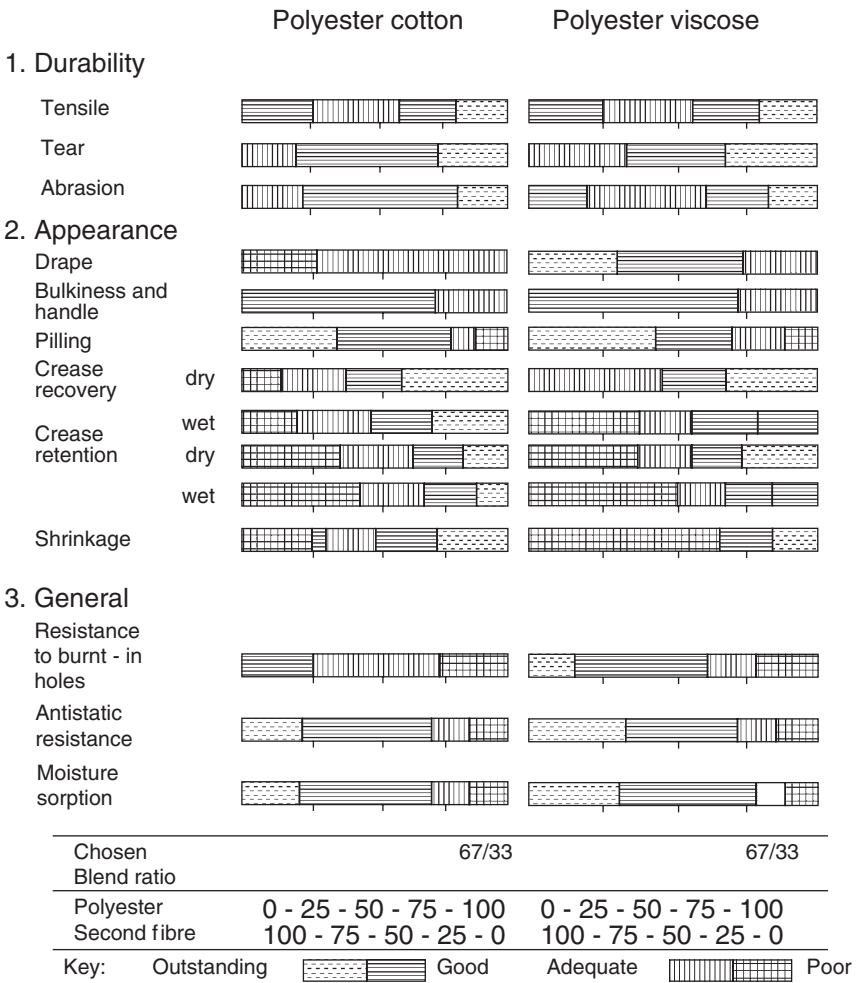 Polyester cotton Polyester viscose
1. Durability
Tensile
Tear
Abrasion
2. Appearance
Drape
Bulkiness and
handle
Pilling
Crease
recovery dry
wet
Crease
retention dry
wet
Shrinkage
3. General
Resistance
to burnt - in
holes
Antistatic
resistance
Moisture
sorption
Chosen 67/33 67/33
Blend ratio
Polyester 0 - 25 - 50 - 75 - 100 0 - 25 - 50 - 75 - 100
Second fibre 100 - 75 - 50 - 25 - 0 100 - 75 - 50 - 25 - 0
Key: Outstanding Good Adequate Poor